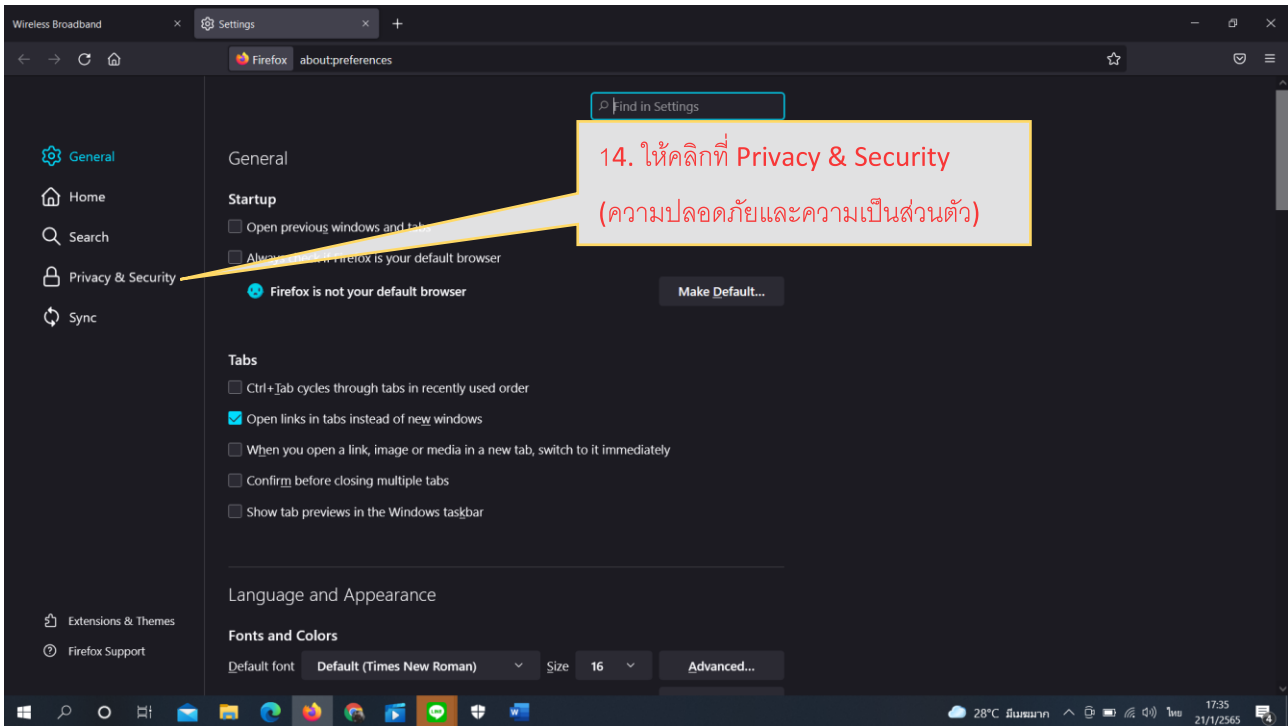 Wireless Broadband
Settings
Firefox about:preferences
Find in Settings
14. ให้คลิกที่ Privacy & Security
(ความปลอดภัยและความเป็นส่วนตัว)
General
Home
Search
Privacy & Security
Sync
Extensions & Themes
Firefox Support
General
Startup
Open previous windows and tabs
Always check if Firefox is your default browser
Firefox is not your default browser
Make Default...
Tabs
Ctrl+Tab cycles through tabs in recently used order
Open links in tabs instead of new windows
When you open a link, image or media in a new tab, switch to it immediately
Confirm before closing multiple tabs
Show tab previews in the Windows taskbar
Language and Appearance
Fonts and Colors
Default font Default (Times New Roman) Size 16 Advanced...
28°C มีเมฆมาก ไทย 17:35
21/1/2565